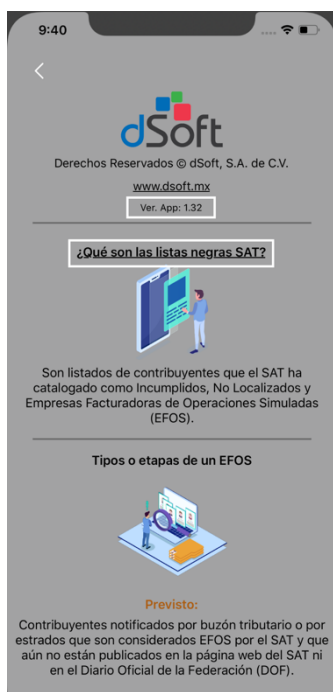 9:40
dSoft
Derechos Reservados © dSoft, S.A. de C.V.
www.dsoft.mx
Ver. App: 1.32
¿Qué son las listas negras SAT?
Son listados de contribuyentes que el SAT ha
catalogado como Incumplidos, No Localizados y
Empresas Facturadoras de Operaciones Simuladas
(EFOS).
Tipos o etapas de un EFOS
Previsto:
Contribuyentes notificados por buzón tributario o por
estrados que son considerados EFOS por el SAT y que
aún no están publicados en la página web del SAT ni
en el Diario Oficial de la Federación (DOF).